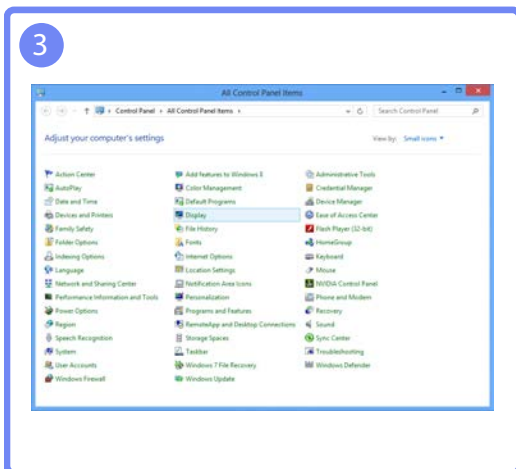 3
All Control Panel Items
Control Panel All Control Panel Items Search Control Panel
Adjust your computer's settings View by: Small icons
Action Center Add features to Windows 8 Administrative Tools
AutoPlay Color Management Credential Manager
Date and Time Default Programs Device Manager
Devices and Printers Display Ease of Access Center
Family Safety File History Flash Player (32-bit)
Folder Options Fonts HomeGroup
Indexing Options Internet Options Keyboard
Language Location Settings Mouse
Network and Sharing Center Notification Area Icons NVIDIA Control Panel
Performance Information and Tools Personalization Phone and Modem
Power Options Programs and Features Recovery
Region RemoteApp and Desktop Connections Sound
Speech Recognition Storage Spaces Sync Center
System Taskbar Troubleshooting
User Accounts Windows 7 File Recovery Windows Defender
Windows Firewall Windows Update